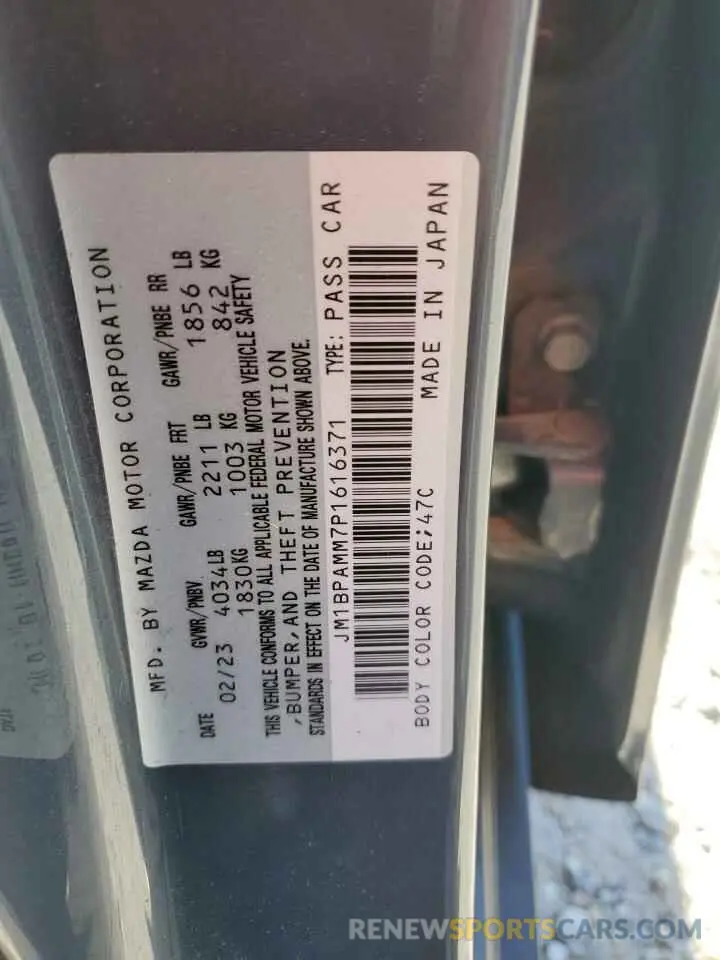 MFD. BY MAZDA MOTOR CORPORATION
DATE GVWR/PNBV GAWR/PNBE FRT GAWR/PNBE RR
02/23 4034LB 2211 LB 1856 LB
1830KG 1003 KG 842 KG
THIS VEHICLE CONFORMS TO ALL APPLICABLE FEDERAL MOTOR VEHICLE SAFETY
,BUMPER,AND THEFT PREVENTION
STANDARDS IN EFFECT ON THE DATE OF MANUFACTURE SHOWN ABOVE.
JM1BPAMM7P1616371 TYPE: PASS CAR
BODY COLOR CODE;47C MADE IN JAPAN
RENEWSPORTSCARS.COM